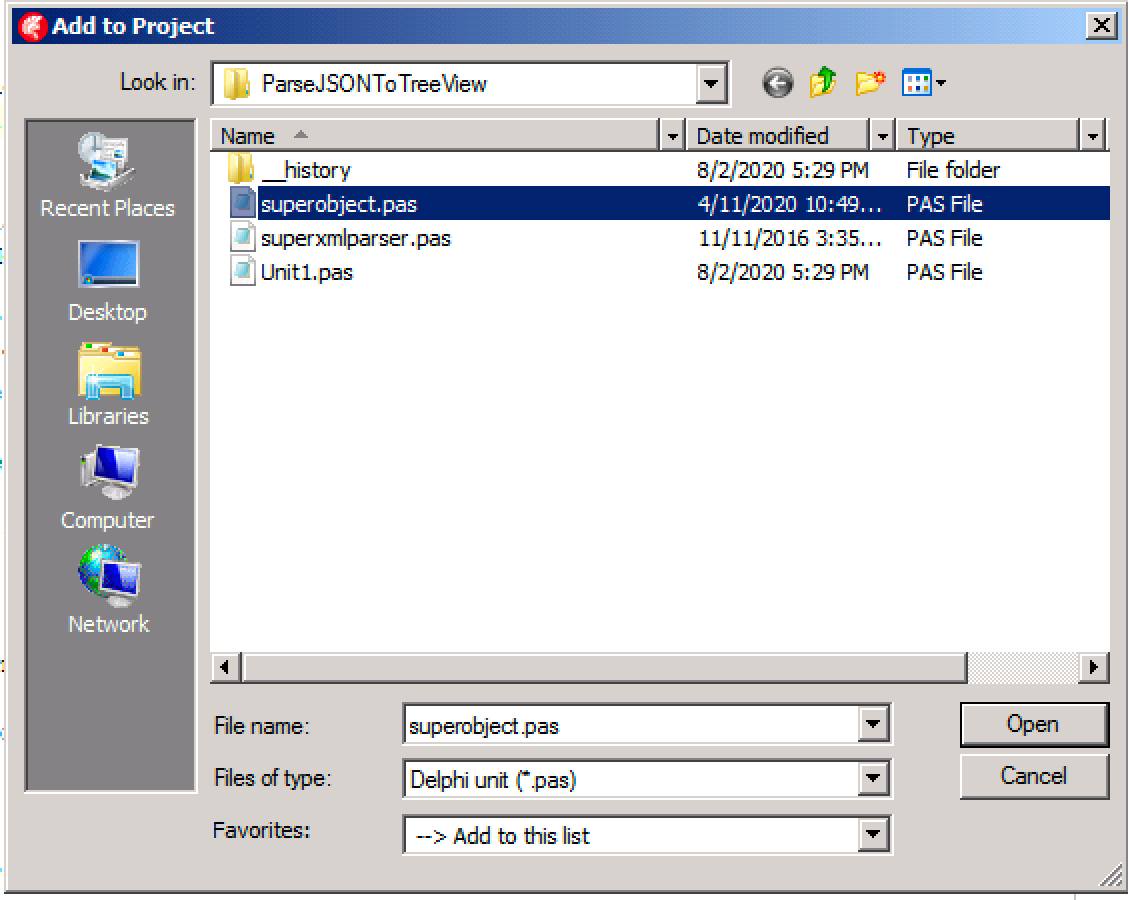 Add to Project
Look in: ParseJSONToTreeView
Name Date modified Type
__history 8/2/2020 5:29 PM File folder
superobject.pas 4/11/2020 10:49... PAS File
superxmlparser.pas 11/11/2016 3:35... PAS File
Unit1.pas 8/2/2020 5:29 PM PAS File
Recent Places
Desktop
Libraries
Computer
Network
File name: superobject.pas Open
Files of type: Delphi unit (*.pas) Cancel
Favorites: --> Add to this list